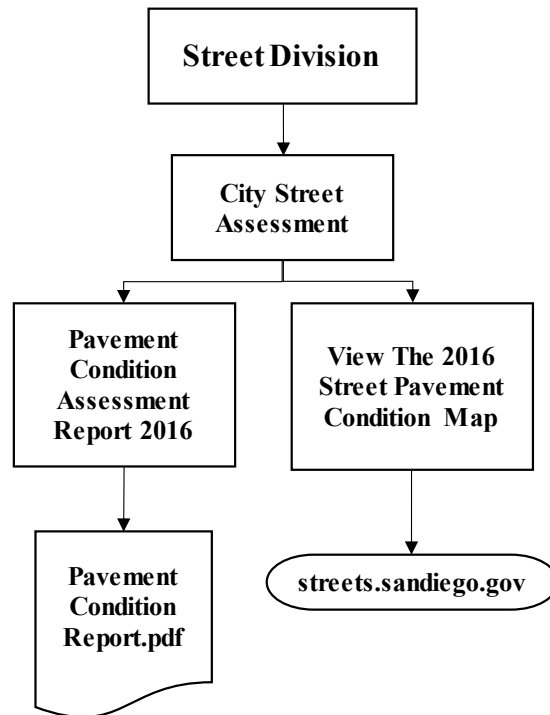 Street Division
City Street
Assessment
Pavement
Condition
Assessment
Report 2016
View The 2016
Street Pavement
Condition Map
Pavement
Condition
Report.pdf
streets.sandiego.gov